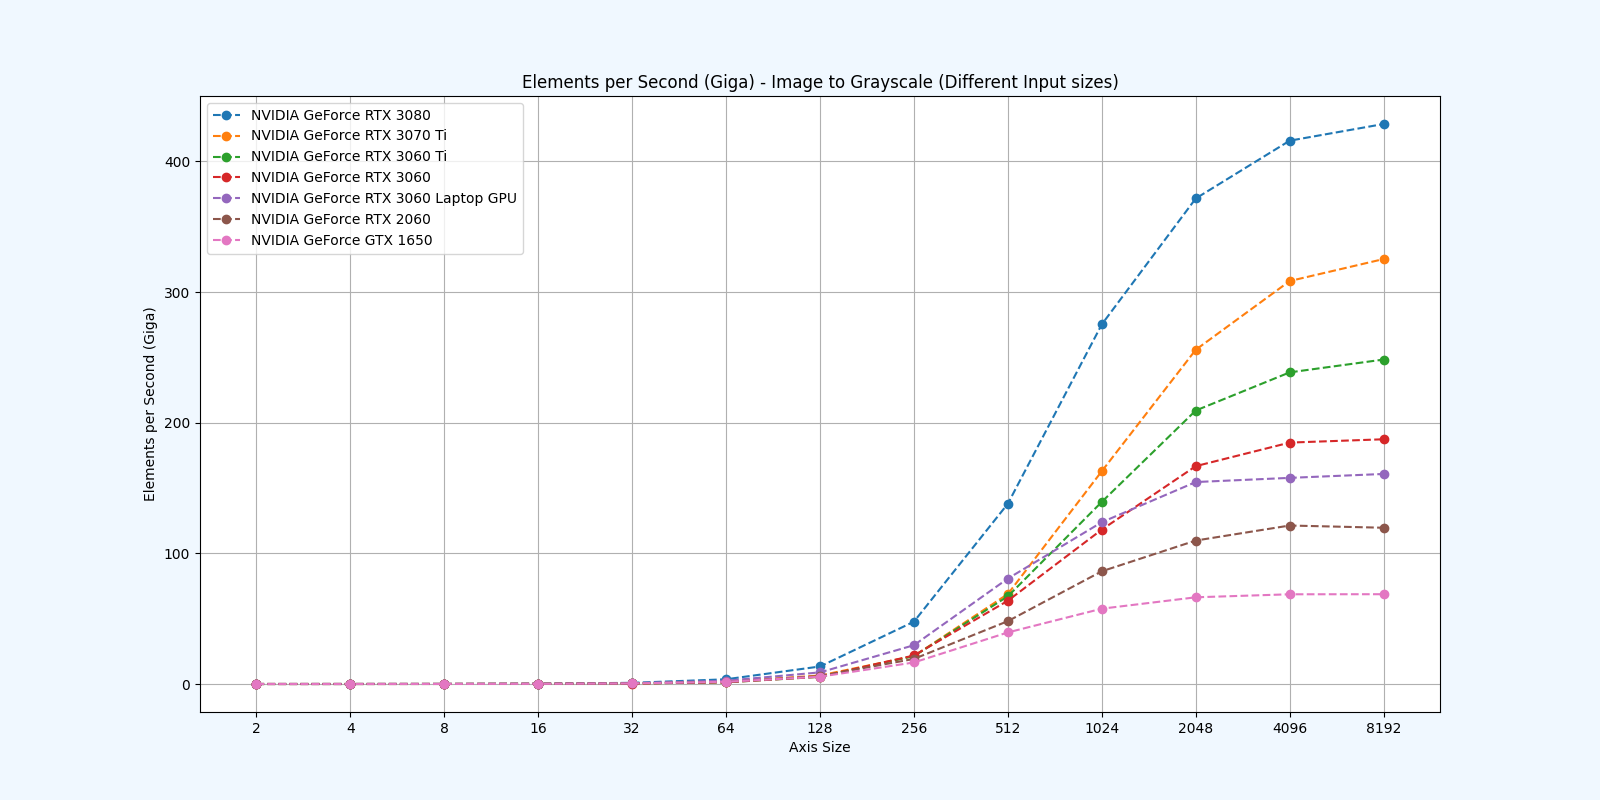 Elements per Second (Giga) - Image to Grayscale (Different Input sizes)
NVIDIA GeForce RTX 3080
NVIDIA GeForce RTX 3070 Ti
NVIDIA GeForce RTX 3060 Ti
NVIDIA GeForce RTX 3060
NVIDIA GeForce RTX 3060 Laptop GPU
NVIDIA GeForce RTX 2060
NVIDIA GeForce GTX 1650
Elements per Second (Giga)
400
300
200
100
0
2 4 8 16 32 64 128 256 512 1024 2048 4096 8192
Axis Size